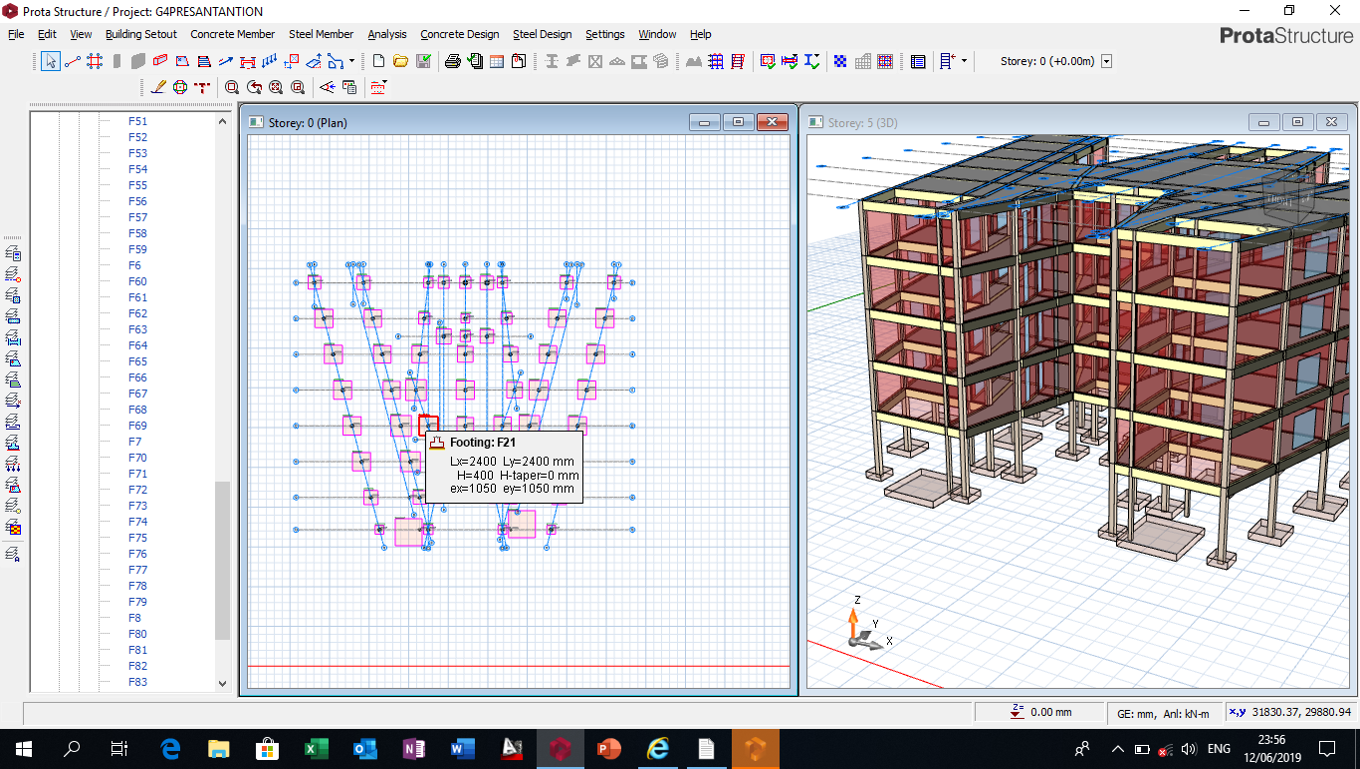 Prota Structure / Project: G4PRESANTANTION
File Edit View Building Setout Concrete Member Steel Member Analysis Concrete Design Steel Design Settings Window Help
ProtaStructure
Storey: 0 (+0.00m)
Storey: 0 (Plan)
Storey: 5 (3D)
F51
F52
F53
F54
F55
F56
F57
F58
F59
F6
F60
F61
F62
F63
F64
F65
F66
F67
F68
F69
F7
F70
F71
F72
F73
F74
F75
F76
F77
F78
F79
F8
F80
F81
F82
F83
Footing: F21
Lx=2400 Ly=2400 mm
H=400 H-taper=0 mm
ex=1050 ey=1050 mm
Z
Y
X
Z= 0.00 mm
GE: mm, Anl: kN-m
x,y 31830.37, 29880.94
ENG
23:56
12/06/2019